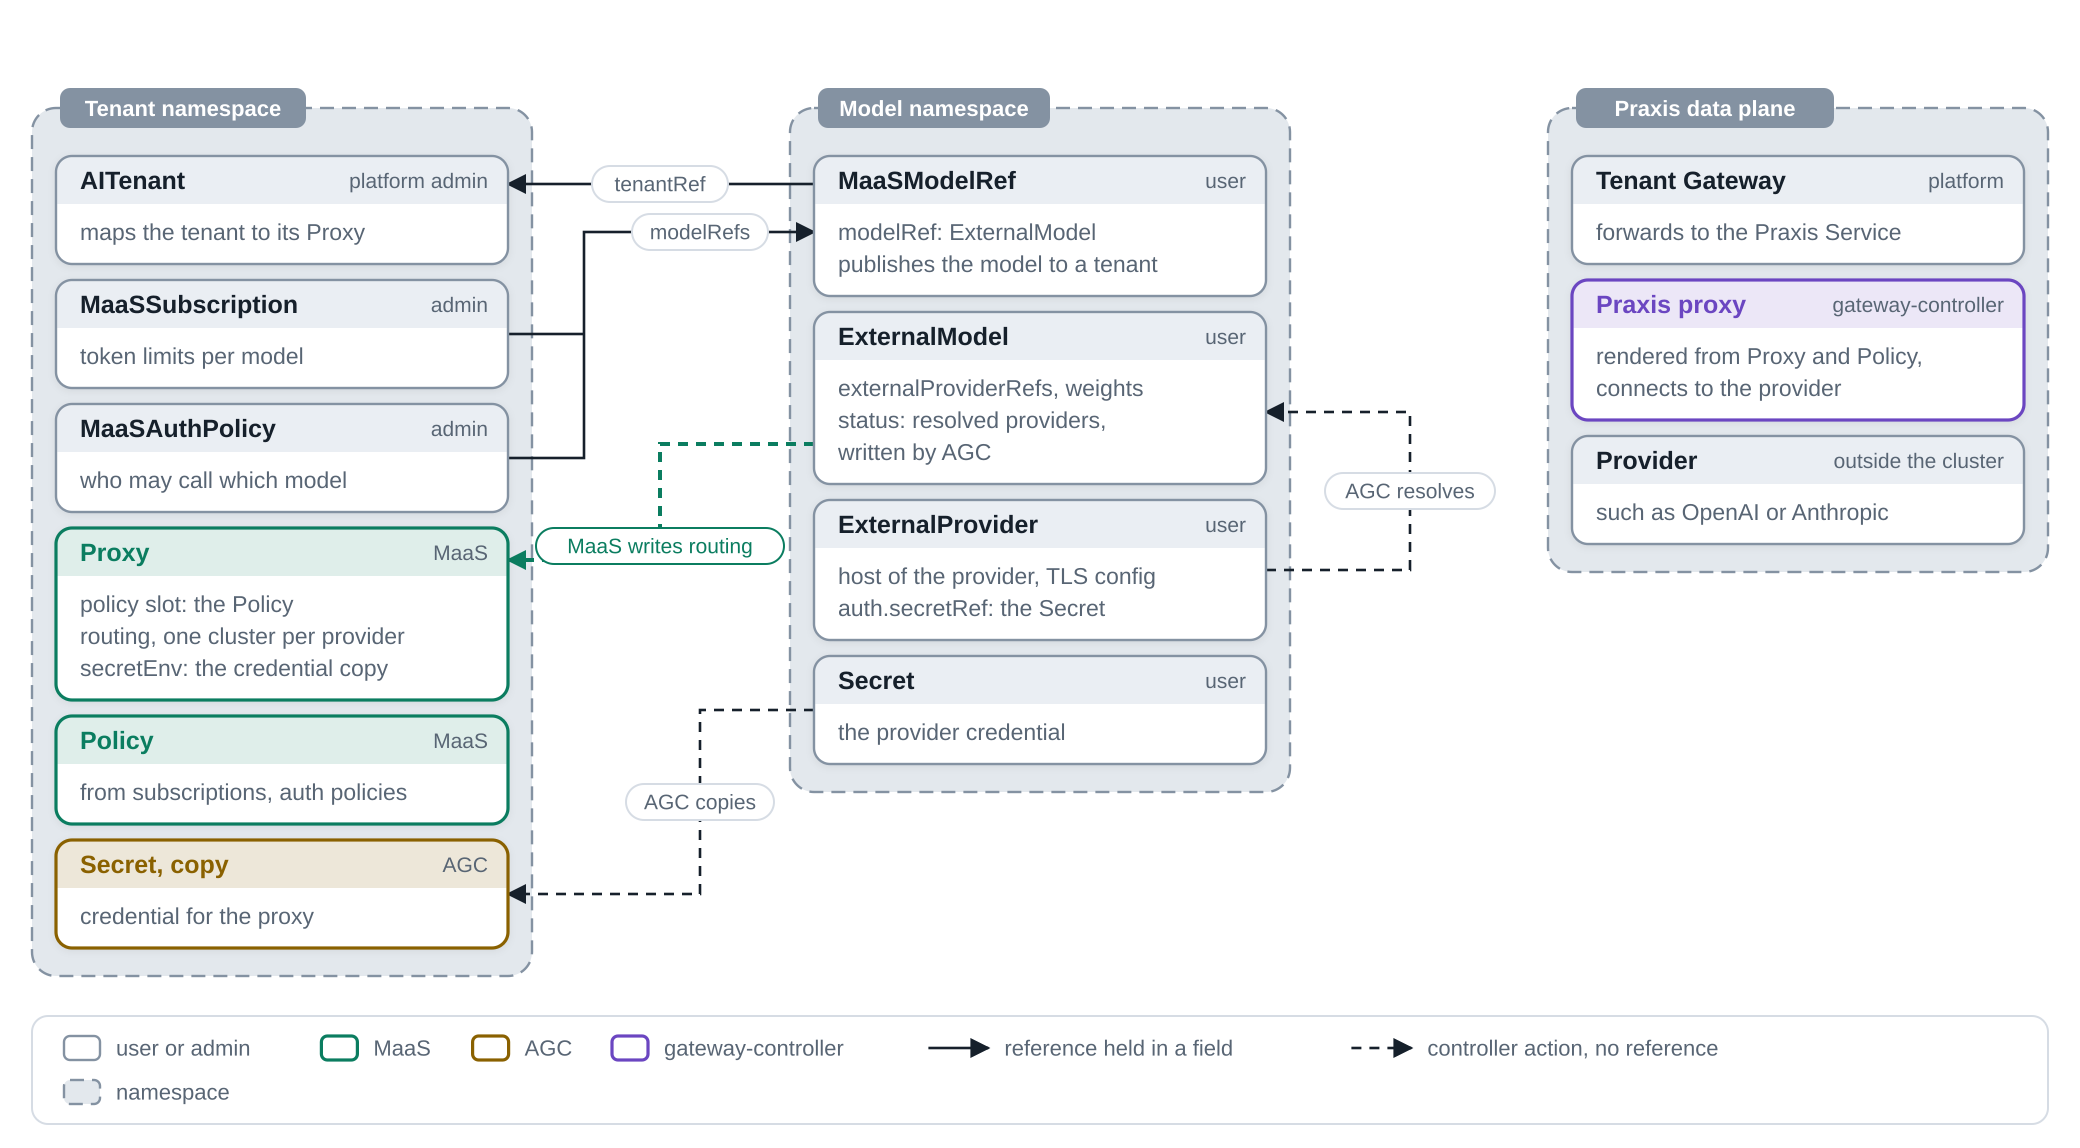 Tenant namespace
AITenant platform admin
maps the tenant to its Proxy
MaaSSubscription admin
token limits per model
MaaSAuthPolicy admin
who may call which model
Proxy MaaS
policy slot: the Policy
routing, one cluster per provider
secretEnv: the credential copy
Policy MaaS
from subscriptions, auth policies
Secret, copy AGC
credential for the proxy
tenantRef
modelRefs
MaaS writes routing
AGC copies
Model namespace
MaaSModelRef user
modelRef: ExternalModel
publishes the model to a tenant
ExternalModel user
externalProviderRefs, weights
status: resolved providers,
written by AGC
ExternalProvider user
host of the provider, TLS config
auth.secretRef: the Secret
Secret user
the provider credential
AGC resolves
Praxis data plane
Tenant Gateway platform
forwards to the Praxis Service
Praxis proxy gateway-controller
rendered from Proxy and Policy,
connects to the provider
Provider outside the cluster
such as OpenAI or Anthropic
user or admin MaaS AGC gateway-controller reference held in a field controller action, no reference
namespace